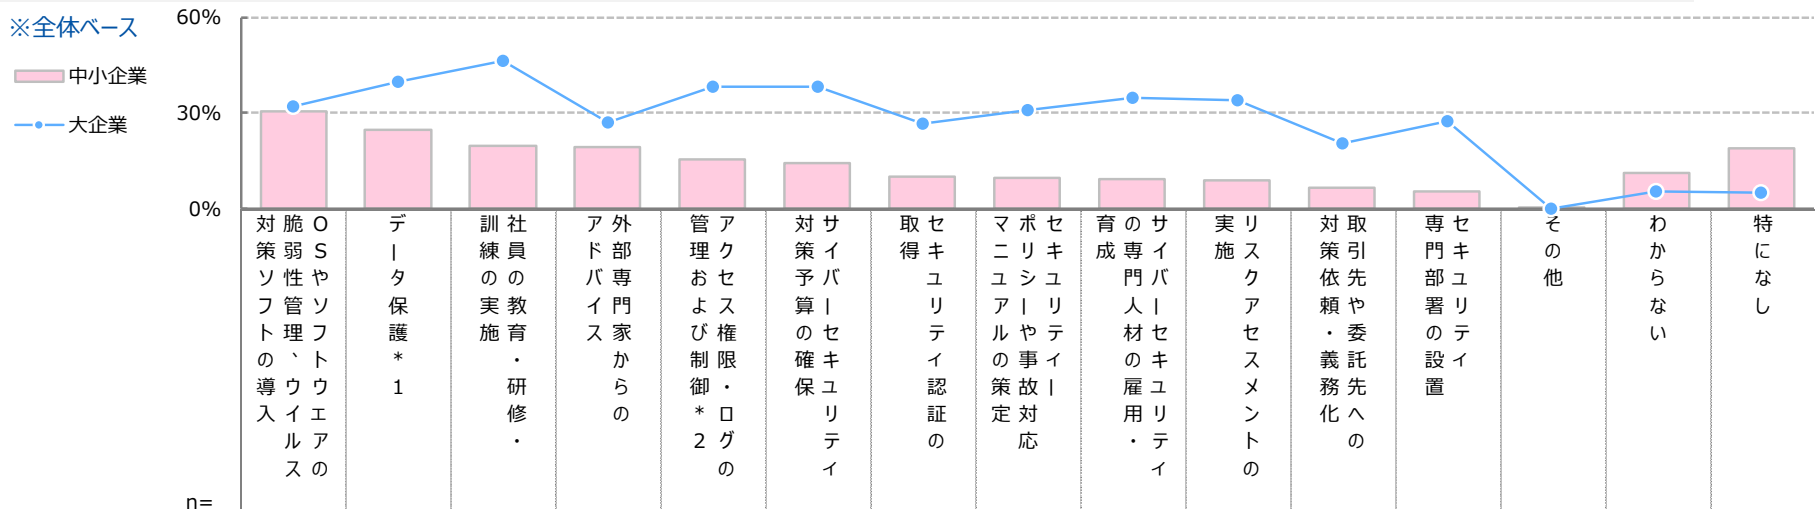 ※全体ベース
中小企業
大企業
60%
30%
0%
OSやソフトウエアの
脆弱性管理、ウイルス
対策ソフトの導入
データ保護*1
社員の教育・研修・
訓練の実施
外部専門家からの
アドバイス
アクセス権限・ログの
管理および制御*2
サイバーセキュリティ
対策予算の確保
セキュリティ認証の
取得
セキュリティー
ポリシーや事故対応
マニュアルの策定
サイバーセキュリティ
の専門人材の雇用・
育成
リスクアセスメントの
実施
取引先や委託先への
対策依頼・義務化
セキュリティ
専門部署の設置
その他
わからない
特になし
n=